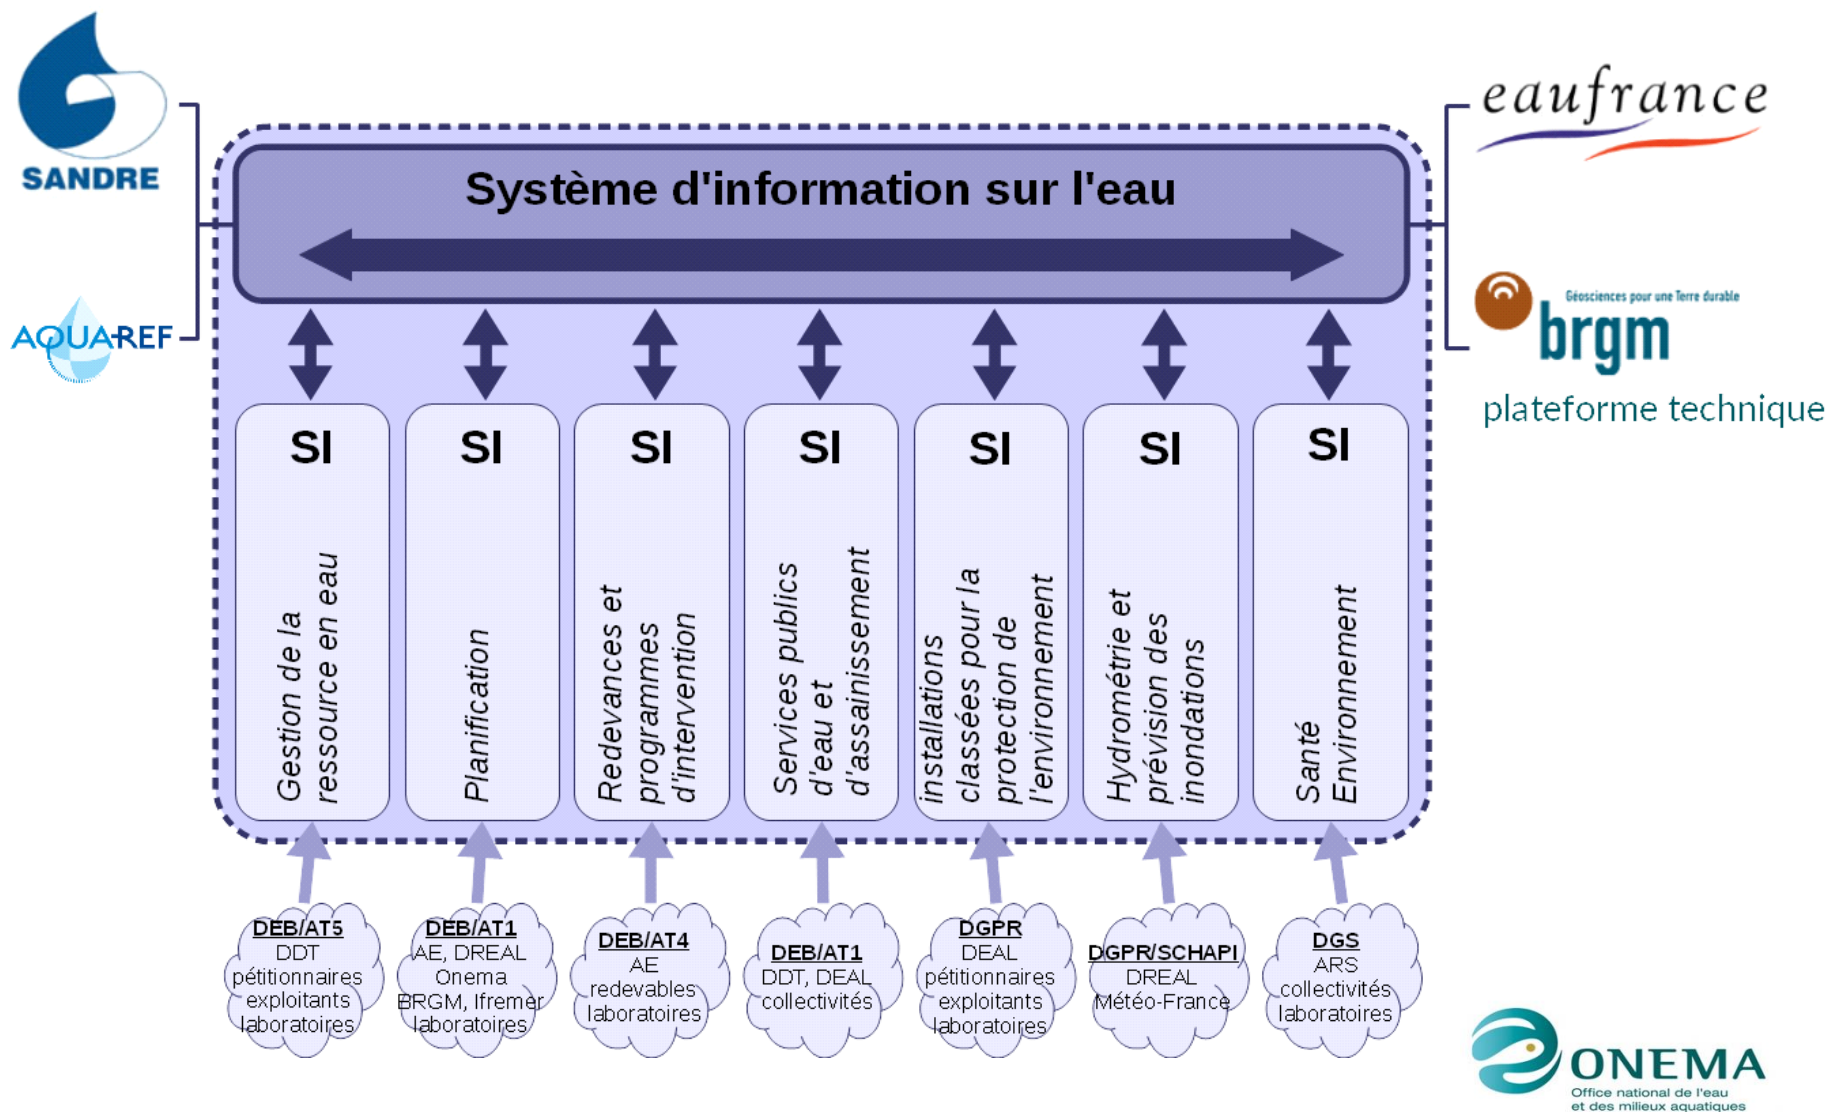 SANDRE
AQUA-REF
eaufrance
Géosciences pour une Terre durable
brgm
plateforme technique
Système d'information sur l'eau
SI
Gestion de la
ressource en eau
SI
Planification
SI
Redevances et
programmes
d'intervention
SI
Services publics
d'eau et
d'assainissement
SI
installations
classées pour la
protection de
l'environnement
SI
Hydrométrie et
prévision des
inondations
SI
Santé
Environnement
DEB/AT5
DDT
pétitionnaires
exploitants
laboratoires
DEB/AT1
AE, DREAL
Onema
BRGM, Ifremer
laboratoires
DEB/AT4
AE
redevables
laboratoires
DEB/AT1
DDT, DEAL
collectivités
DGPR
DEAL
pétitionnaires
exploitants
laboratoires
DGPR/SCHAPI
DREAL
Météo-France
DGS
ARS
collectivités
laboratoires
ONEMA
Office national de l'eau
et des milieux aquatiques